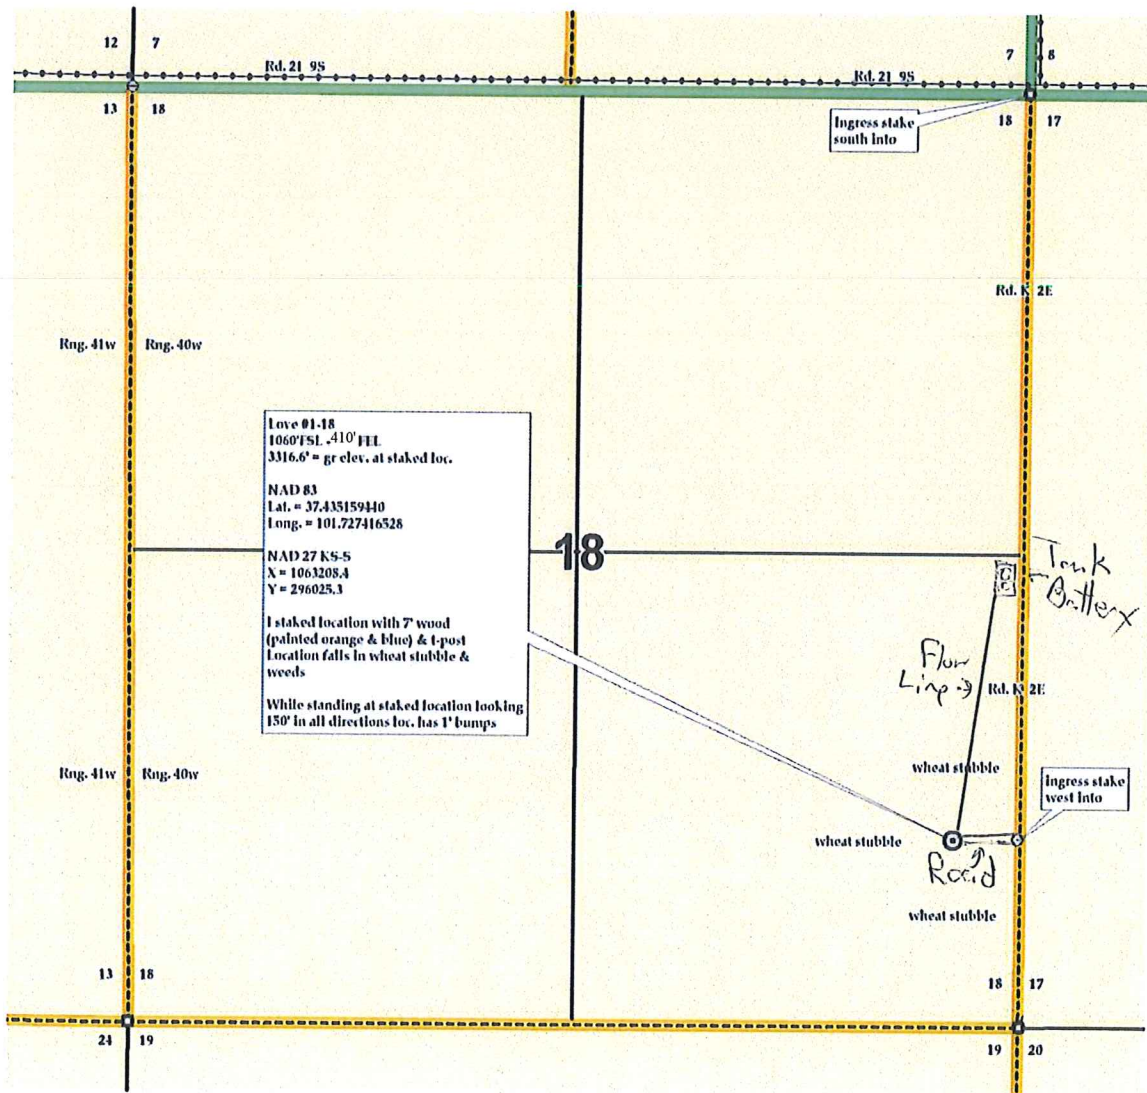 12 7
7 8
Rd. 21 9S
Rd. 21 9S
13 18
18 17
Ingress stake
south into
Rd. K 2E
Rng. 41w Rng. 40w
Love 01-18
1060'FSL - 410' FEL
3316.6' = gr elev. at staked loc.
NAD 83
Lat. = 37.435159440
Long. = 101.727416528
NAD 27 KS-S
X = 1063208.4
Y = 296025.3
I staked location with 7' wood
(painted orange & blue) & t-post
Location falls in wheat stubble &
weeds
While standing at staked location looking
150' in all directions loc. has 1' bumps
18
Tank
Battery
Flow
Line
Rd. K 2E
Rng. 41w Rng. 40w
wheat stubble
ingress stake
west into
wheat stubble
Road
wheat stubble
13 18
18 17
24 19
19 20